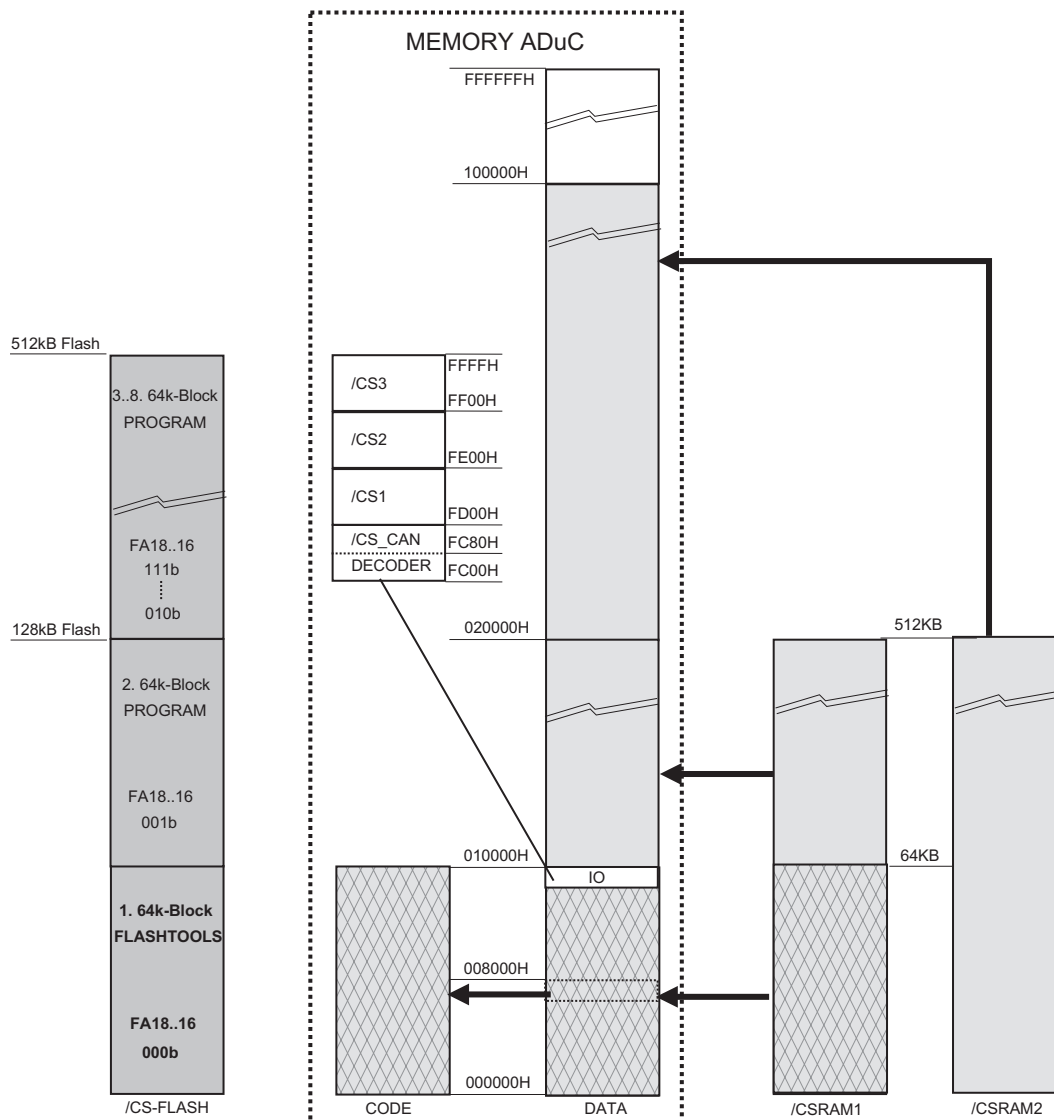 MEMORY ADuC
FFFFFFH
100000H
512kB Flash
3..8. 64k-Block
PROGRAM
FA18..16
111b
010b
128kB Flash
2. 64k-Block
PROGRAM
FA18..16
001b
1. 64k-Block
FLASHTOOLS
FA18..16
000b
/CS-FLASH
/CS3
/CS2
/CS1
/CS_CAN
DECODER
FFFFH
FF00H
FE00H
FD00H
FC80H
FC00H
020000H
010000H
IO
008000H
000000H
CODE
DATA
512KB
64KB
/CSRAM1
/CSRAM2